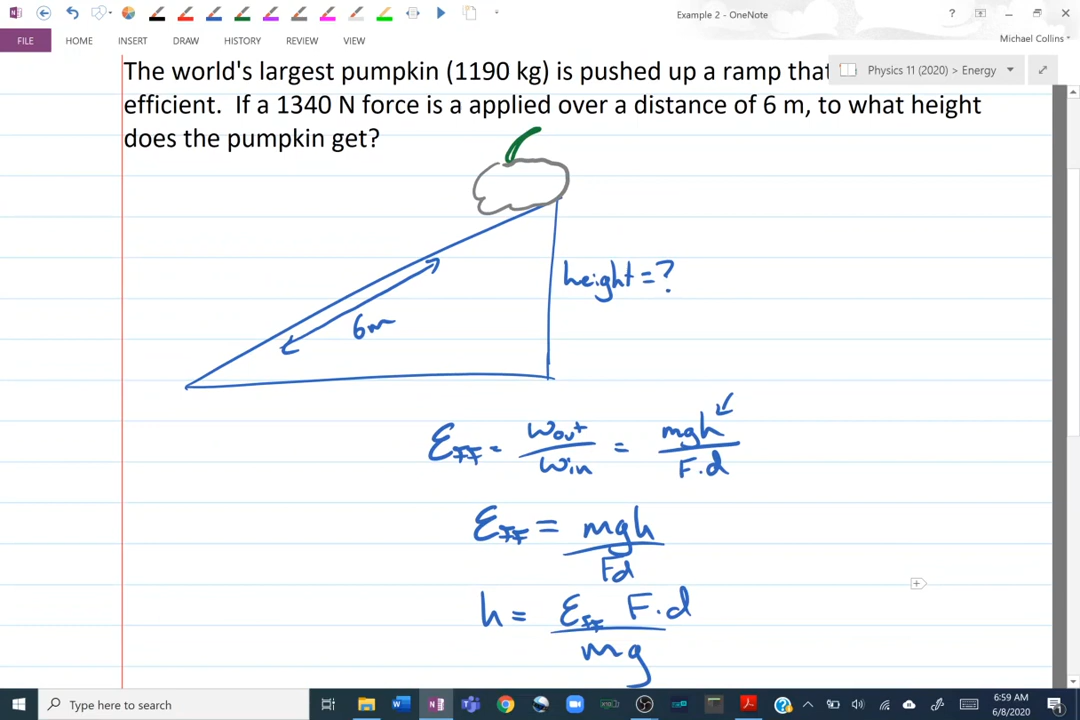 Example 2 - OneNote
FILE HOME INSERT DRAW HISTORY REVIEW VIEW
Michael Collins
Physics 11 (2020) > Energy
The world's largest pumpkin (1190 kg) is pushed up a ramp that
efficient. If a 1340 N force is a applied over a distance of 6 m, to what height
does the pumpkin get?
height = ?
6m
Eff = Wout / Win = mgh / F.d
Eff = mgh / Fd
h = Eff F.d / mg
Type here to search
6:59 AM
6/8/2020